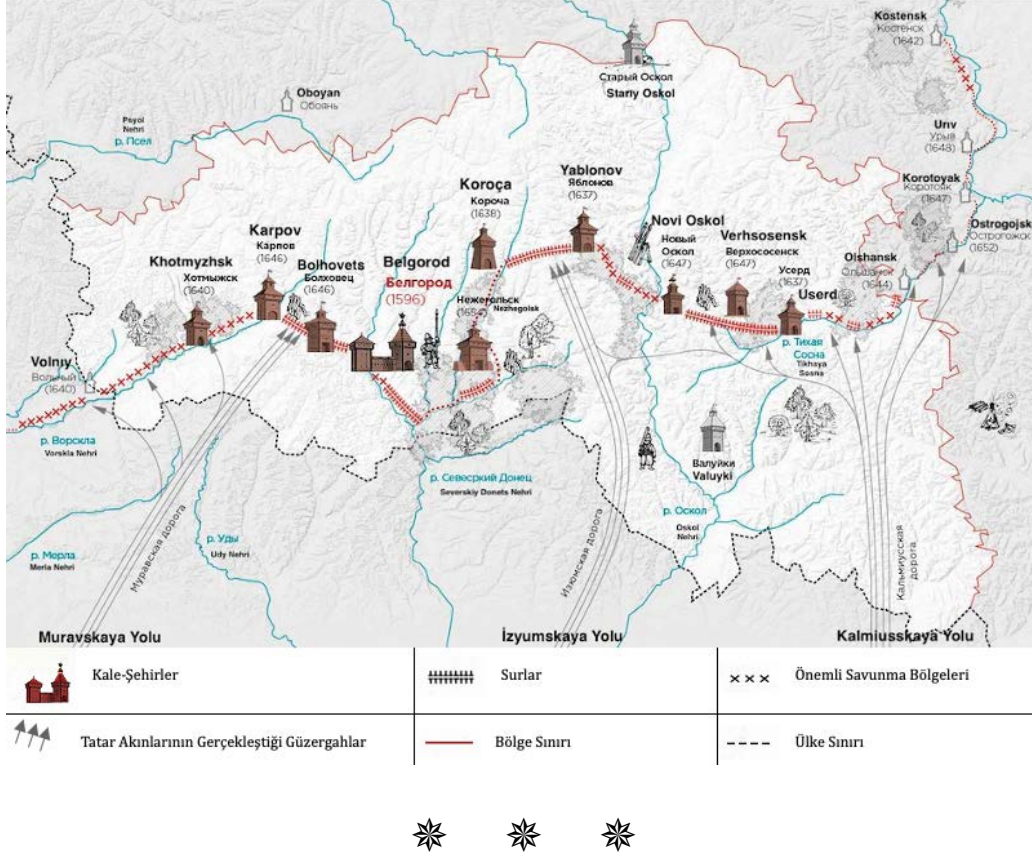 Kostensk
Костенск
(1642)
Oboyan
Обоянь
Старый Оскол
Stariy Oskol
Psyol
Nehri
р. Псел
Urıv
Урыв
(1648)
Yablonov
Яблонов
(1637)
Koroça
Короча
(1638)
Korotoyak
Коротояк
(1647)
Karpov
Карпов
(1646)
Novi Oskol
Новый
Оскол
(1647)
Verhsosensk
Верхососенск
(1647)
Ostrogojsk
Острогожск
(1652)
Khotmyzhsk
Хотмыжск
(1640)
Bolhovets
Болховец
(1646)
Belgorod
Белгород
(1596)
Усерд
(1637)
Userd
Olshansk
Ольшанск
(1644)
Нежегольск
Nezhegolsk
(1654)
р. Тихая
Сосна
Tikhaya
Sosna
Volnıy
Вольный
(1640)
р. Ворскла
Vorskla Nehri
Валуйки
Valuyki
р. Северский Донец
Severskiy Donets Nehri
р. Оскол
Oskol
Nehri
р. Мерла
Merla Nehri
р. Уды
Udy Nehri
Муравская дорога
Изюмская дорога
Кальмиусская
дорога
Muravskaya Yolu
İzyumskaya Yolu
Kalmiusskaya Yolu
Kale-Şehirler
Surlar
Önemli Savunma Bölgeleri
Tatar Akınlarının Gerçekleştiği Güzergahlar
Bölge Sınırı
Ülke Sınırı